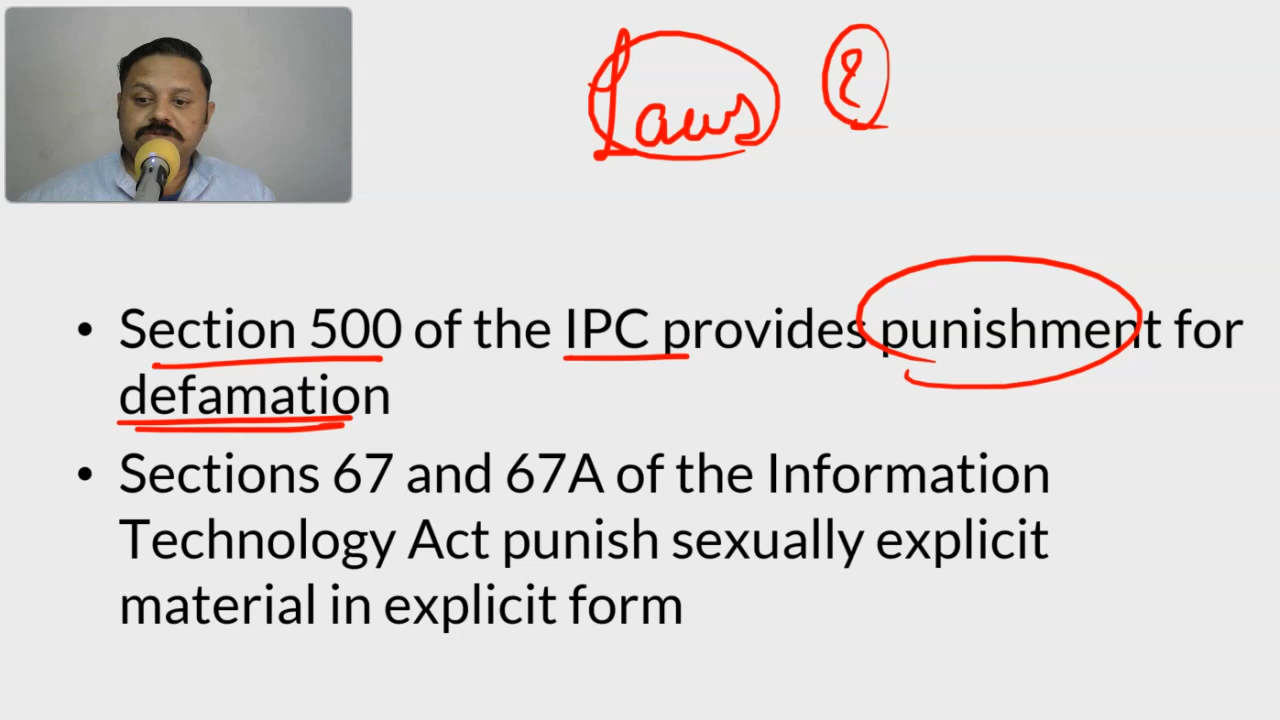 Laws
• Section 500 of the IPC provides punishment for
defamation
• Sections 67 and 67A of the Information
Technology Act punish sexually explicit
material in explicit form